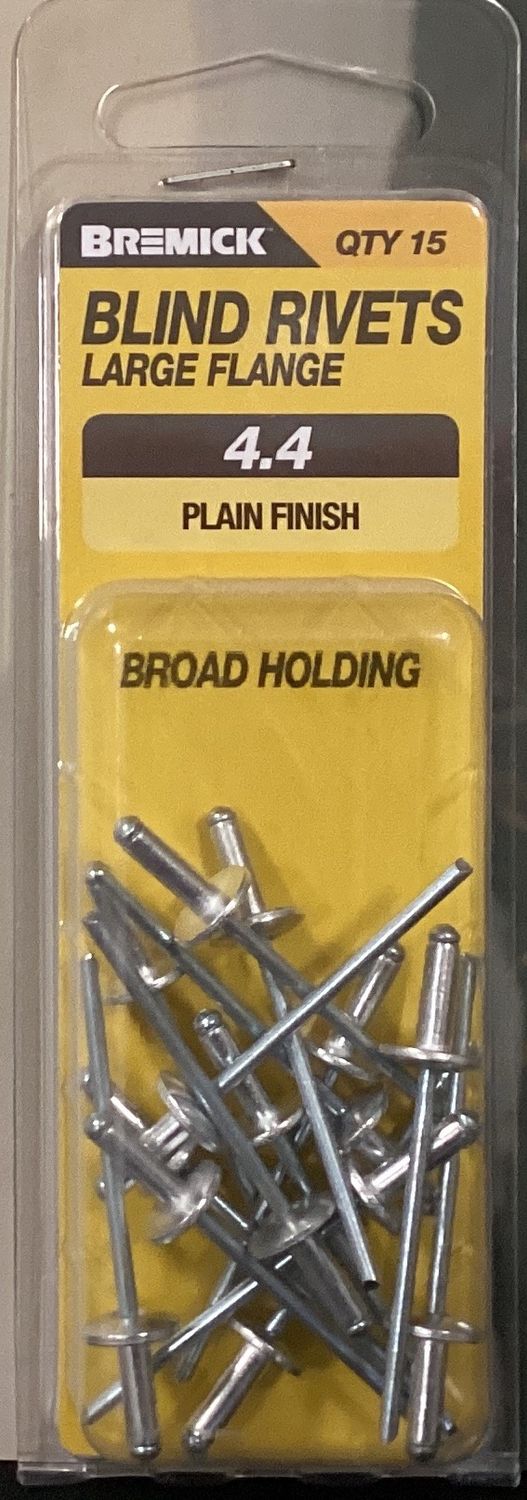 BREMICK
QTY 15
BLIND RIVETS
LARGE FLANGE
4.4
PLAIN FINISH
BROAD HOLDING